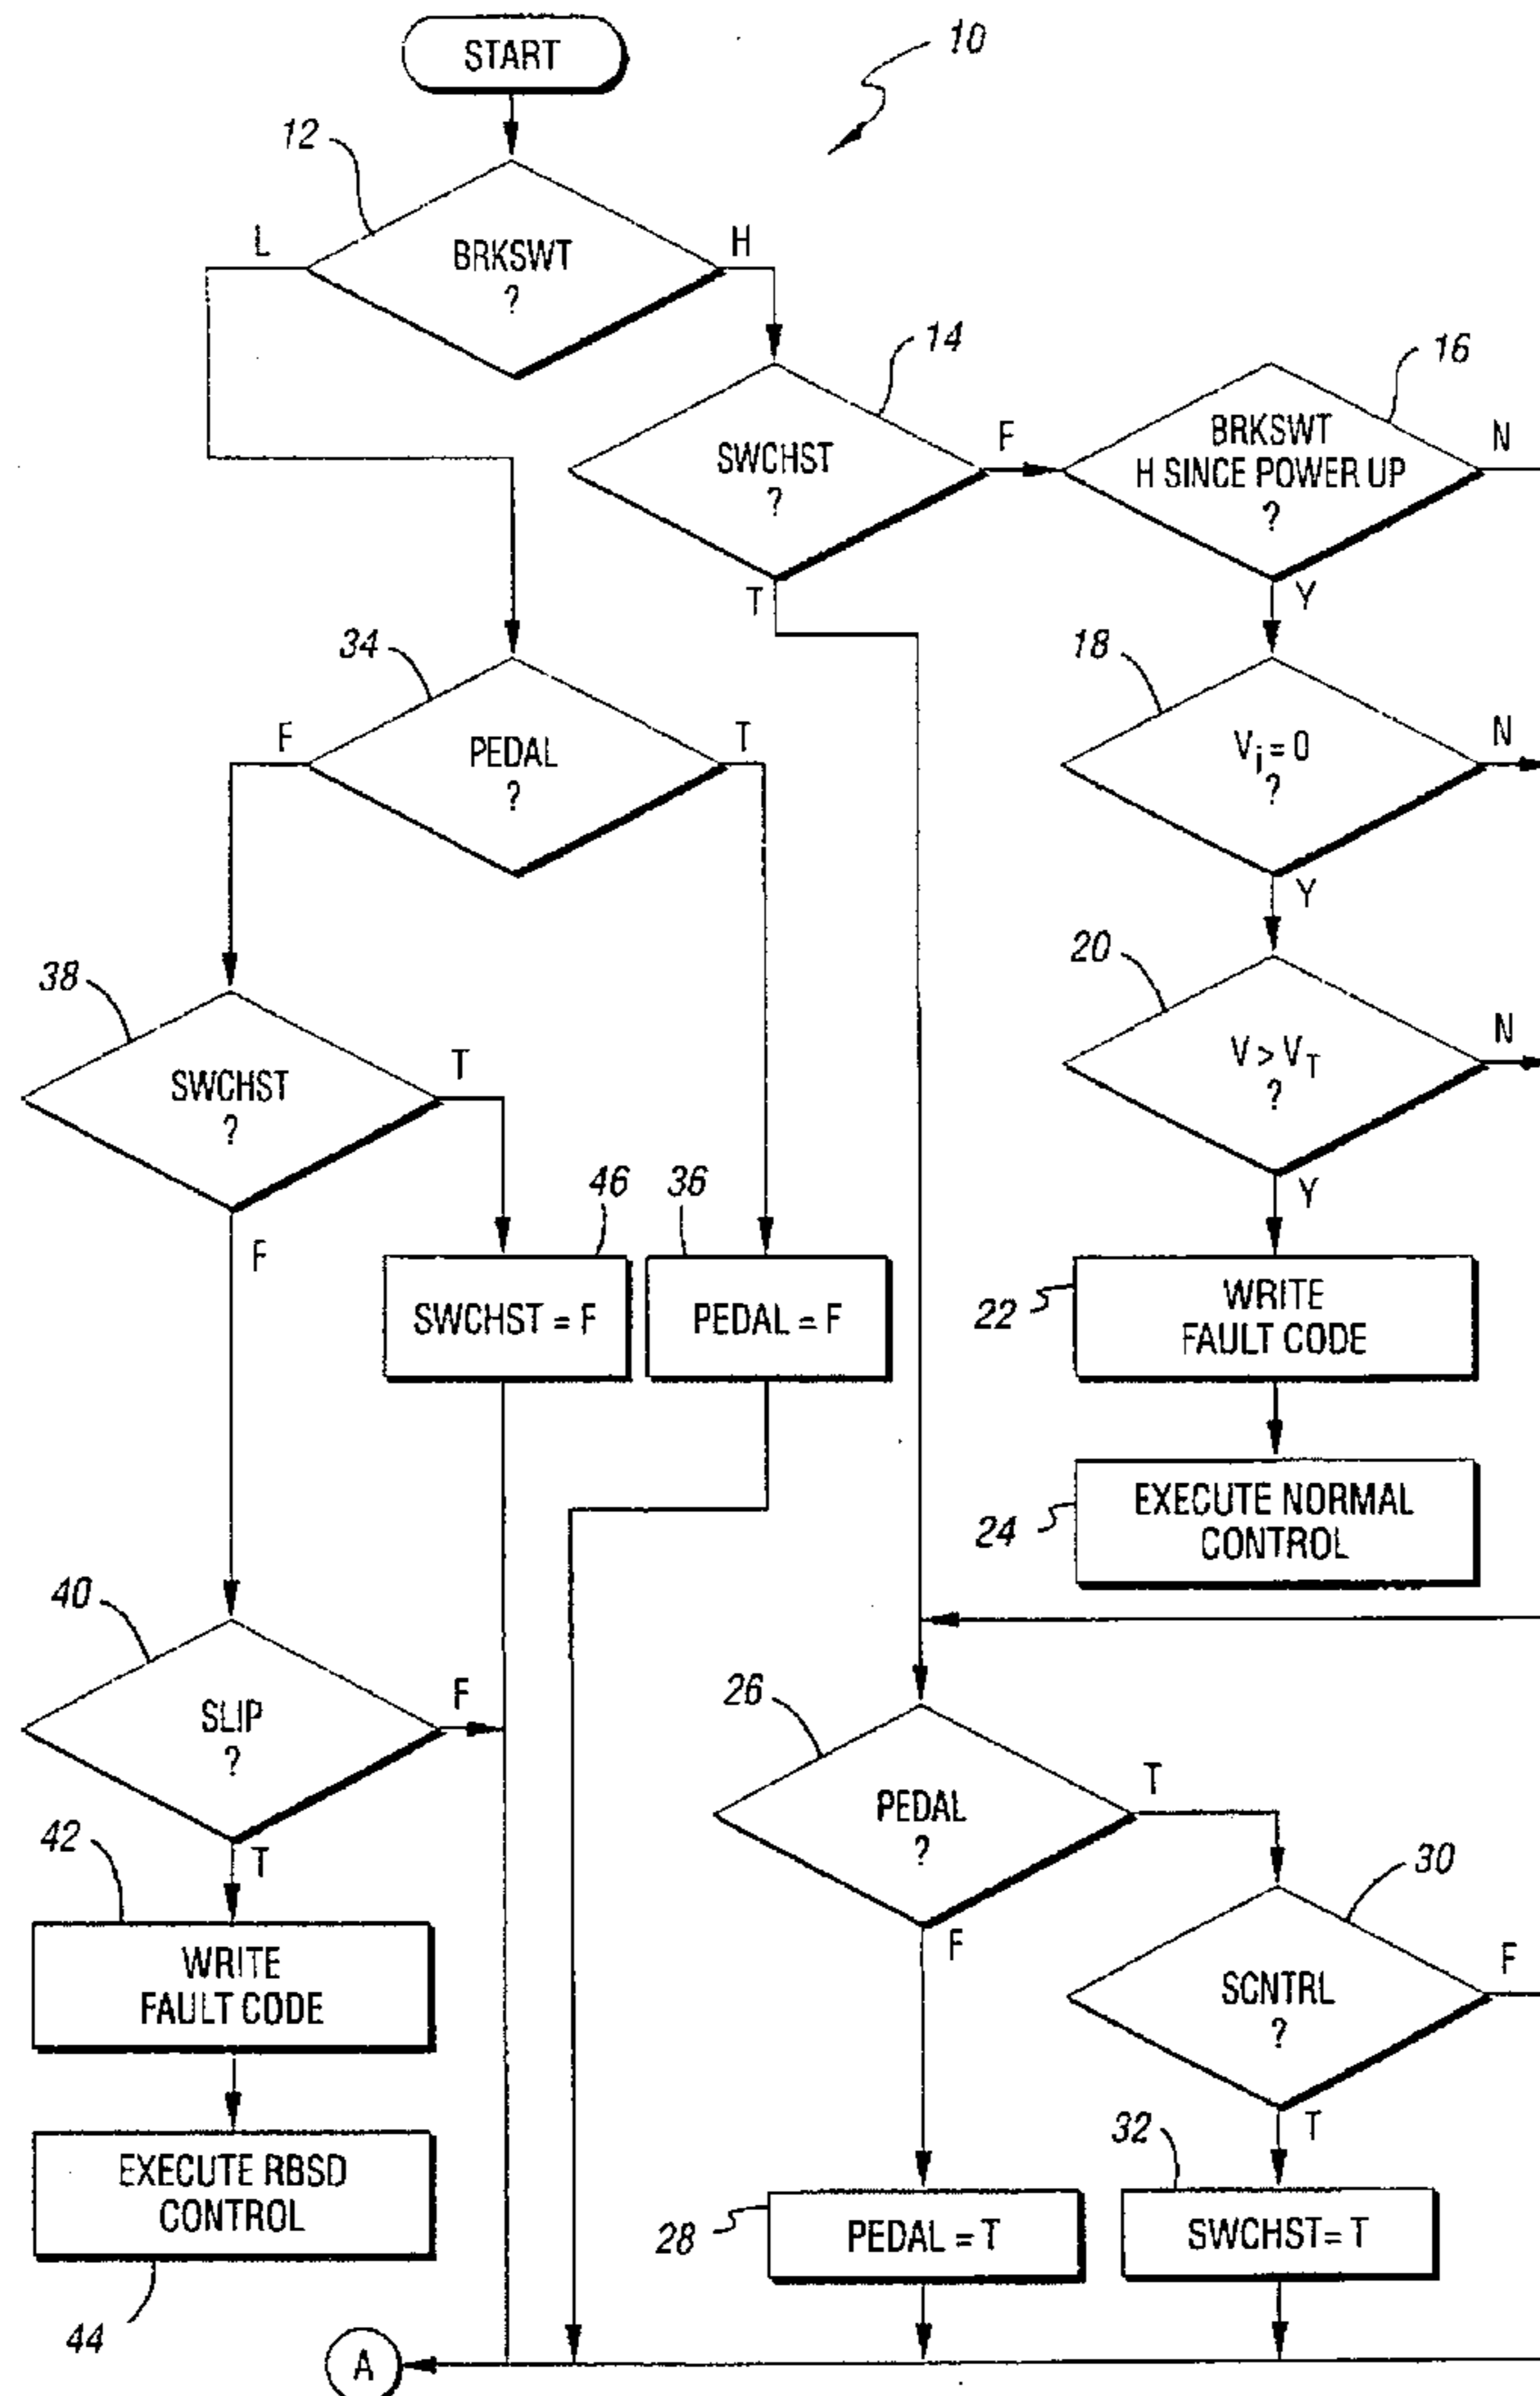 START
10
12
L
BRKSWT
?
H
14
SWCHST
?
F
T
16
BRKSWT
H SINCE POWER UP
?
N
Y
34
F
PEDAL
?
T
18
Vi = 0
?
N
Y
38
SWCHST
?
T
F
20
V > VT
?
N
Y
46
SWCHST = F
36
PEDAL = F
22
WRITE
FAULT CODE
24
EXECUTE NORMAL
CONTROL
40
SLIP
?
F
T
26
PEDAL
?
T
F
30
SCNTRL
?
F
T
42
WRITE
FAULT CODE
EXECUTE RBSD
CONTROL
44
28
PEDAL = T
32
SWCHST = T
A